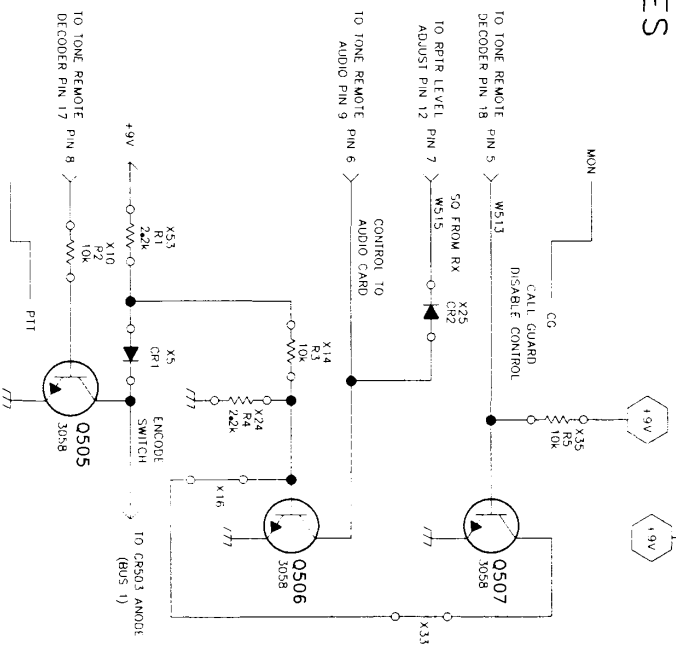 ES
TO TONE REMOTE
DECODER PIN 17
PIN 8
TO TONE REMOTE
AUDIO PIN 9
PIN 6
TO RPTR LEVEL
ADJUST PIN 12
PIN 7
TO TONE REMOTE
DECODER PIN 18
PIN 5
MON
W513
W515
SQ FROM RX
CG
CALL GUARD
DISABLE CONTROL
CONTROL TO
AUDIO CARD
+9V
X53
R1
2.2k
X10
R2
10k
PTT
X5
CR1
X14
R3
10k
X25
CR2
X24
R4
2.2k
X35
R5
10k
+9V
+9V
ENCODE
SWITCH
Q505
3058
X16
Q506
3058
Q507
3058
X33
TO CR503 ANODE
(BUS 1)